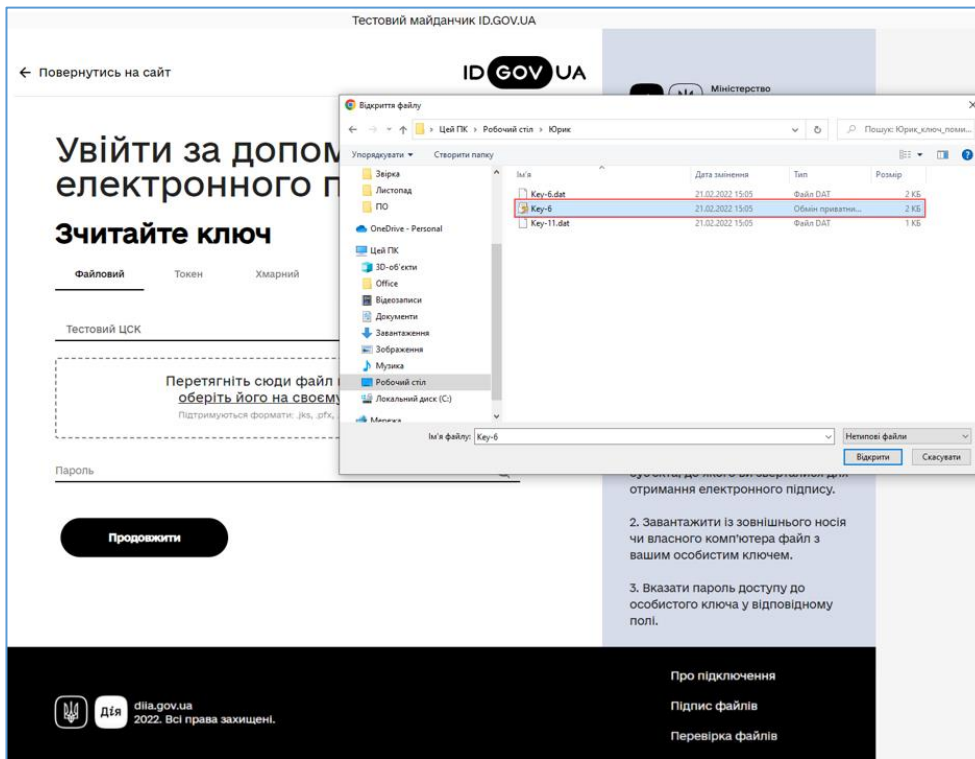 Тестовий майданчик ID.GOV.UA
← Повернутись на сайт
ID GOV UA
Міністерство
Увійти за допом
електронного п
Зчитайте ключ
Файловий Токен Хмарний
Тестовий ЦСК
Перетягніть сюди файл
оберіть його на своєму
Підтримуються формати: .jks, .pfx,
Пароль
Продовжити
Відкриття файлу
Цей ПК › Робочий стіл › Юрик
Пошук: Юрик_ключ_поми...
Упорядкувати Створити папку
Звірка
Листопад
ПО
OneDrive - Personal
Цей ПК
3D-об'єкти
Office
Відеозаписи
Документи
Завантаження
Зображення
Музика
Робочий стіл
Локальний диск (C:)
Мережа
Ім'я Дата змінення Тип Розмір
Key-6.dat 21.02.2022 15:05 Файл DAT 2 КБ
Key-6 21.02.2022 15:05 Обмін приватни... 2 КБ
Key-11.dat 21.02.2022 15:05 Файл DAT 1 КБ
Ім'я файлу: Key-6 Нетипові файли
Відкрити Скасувати
отримання електронного підпису.
2. Завантажити із зовнішнього носія
чи власного комп'ютера файл з
вашим особистим ключем.
3. Вказати пароль доступу до
особистого ключа у відповідному
полі.
Дія
diia.gov.ua
2022. Всі права захищені.
Про підключення
Підпис файлів
Перевірка файлів